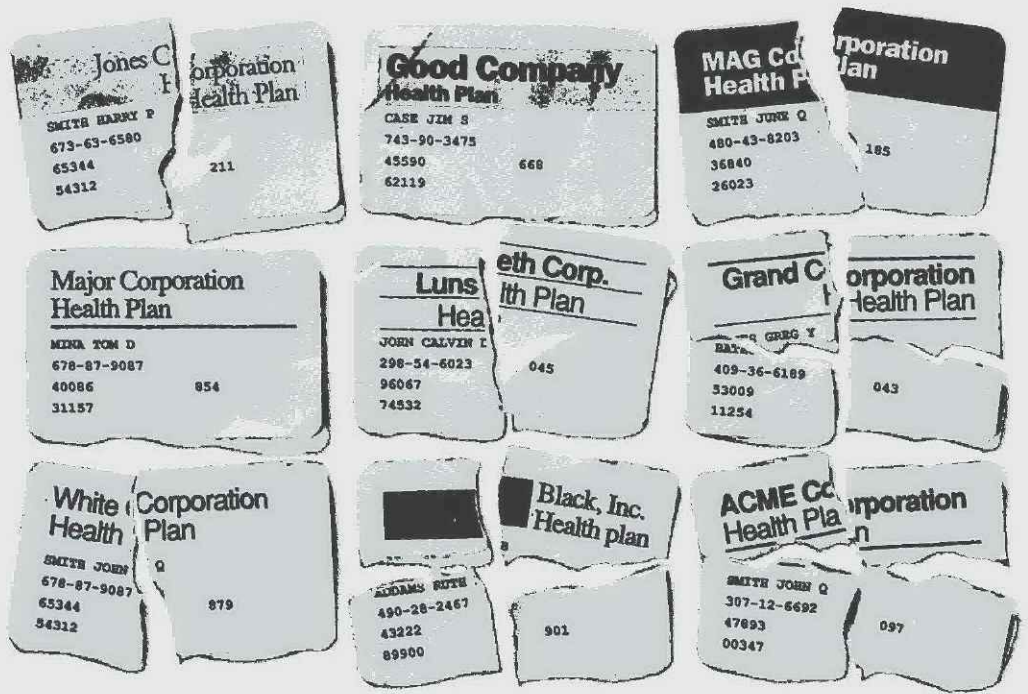 Jones C orporation
H ealth Plan
SMITH HARRY P
673-63-6580
65344 211
54312
Good Company
Health Plan
CASE JIM S
743-90-3475
45590 668
62119
MAG Co rporation
Health P lan
SMITH JUNE Q
480-43-8203
36840 185
26023
Major Corporation
Health Plan
MINA TOM D
678-87-9087
40086 854
31157
Luns eth Corp.
Hea lth Plan
JOHN CALVIN
298-54-6023
96067 045
74532
Grand C orporation
H Health Plan
GREG Y
409-36-6189
53009 043
11254
White Corporation
Health Plan
SMITH JOHN Q
678-87-9087
65344 879
54312
Black, Inc.
Health plan
ADDAMS RUTH
490-28-2467
43222 901
89900
ACME Co rporation
Health Pla n
SMITH JOHN Q
307-12-6692
47893 097
00347